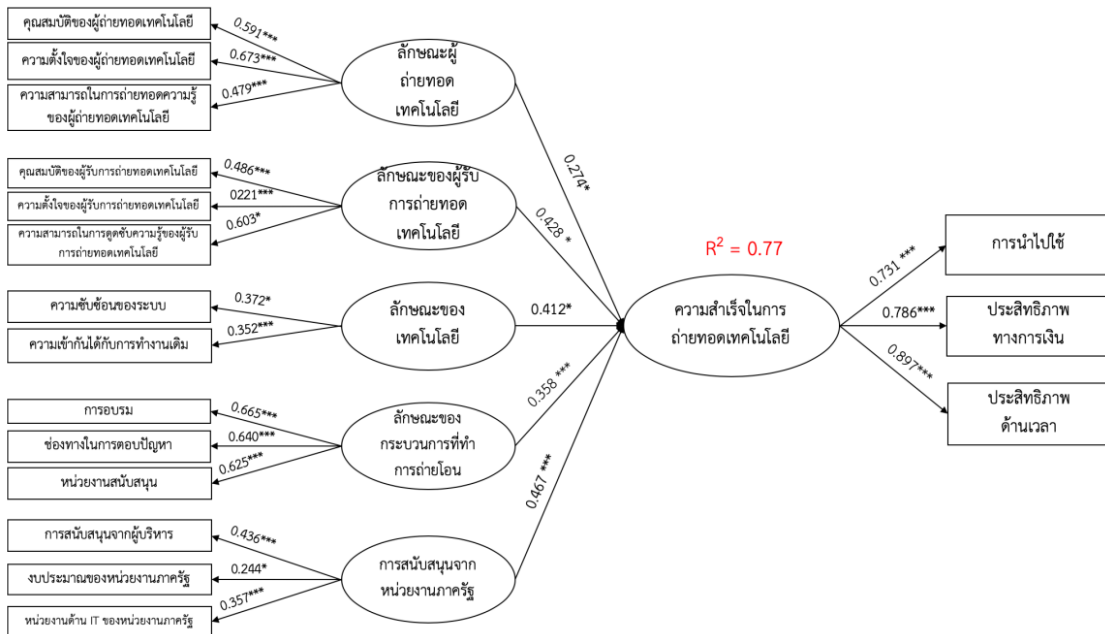 คุณสมบัติของผู้ถ่ายทอดเทคโนโลยี
ความตั้งใจของผู้ถ่ายทอดเทคโนโลยี
ความสามารถในการถ่ายทอดความรู้
ของผู้ถ่ายทอดเทคโนโลยี
0.591***
0.673***
0.479***
ลักษณะผู้
ถ่ายทอด
เทคโนโลยี
0.274*
คุณสมบัติของผู้รับการถ่ายทอดเทคโนโลยี
ความตั้งใจของผู้รับการถ่ายทอดเทคโนโลยี
ความสามารถในการดูดซับความรู้ของผู้รับ
การถ่ายทอดเทคโนโลยี
0.486***
0221***
0.603*
ลักษณะของผู้รับ
การถ่ายทอด
เทคโนโลยี
0.428 *
ความซับซ้อนของระบบ
ความเข้ากันได้กับการทำงานเดิม
0.372*
0.352***
ลักษณะของ
เทคโนโลยี
0.412*
การอบรม
ช่องทางในการตอบปัญหา
หน่วยงานสนับสนุน
0.665***
0.640***
0.625***
ลักษณะของ
กระบวนการที่ทำ
การถ่ายโอน
0.358 ***
การสนับสนุนจากผู้บริหาร
งบประมาณของหน่วยงานภาครัฐ
หน่วยงานด้าน IT ของหน่วยงานภาครัฐ
0.436***
0.244*
0.357***
การสนับสนุนจาก
หน่วยงานภาครัฐ
0.467 ***
R² = 0.77
ความสำเร็จในการ
ถ่ายทอดเทคโนโลยี
0.731 ***
0.786***
0.897***
การนำไปใช้
ประสิทธิภาพ
ทางการเงิน
ประสิทธิภาพ
ด้านเวลา